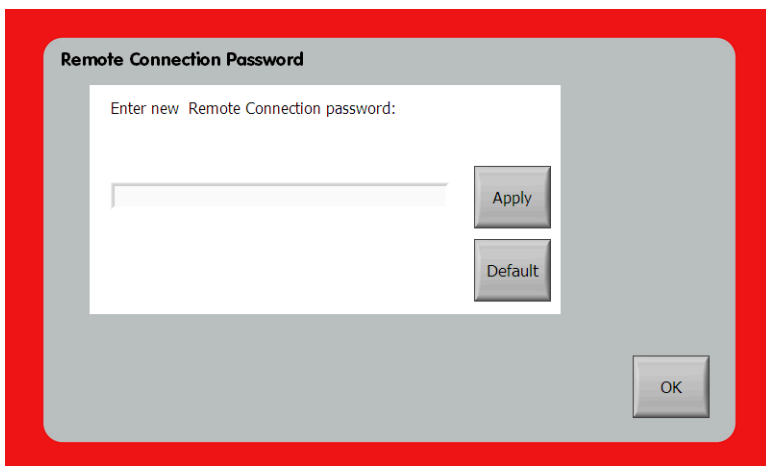 Remote Connection Password
Enter new  Remote Connection password:
Apply
Default
OK